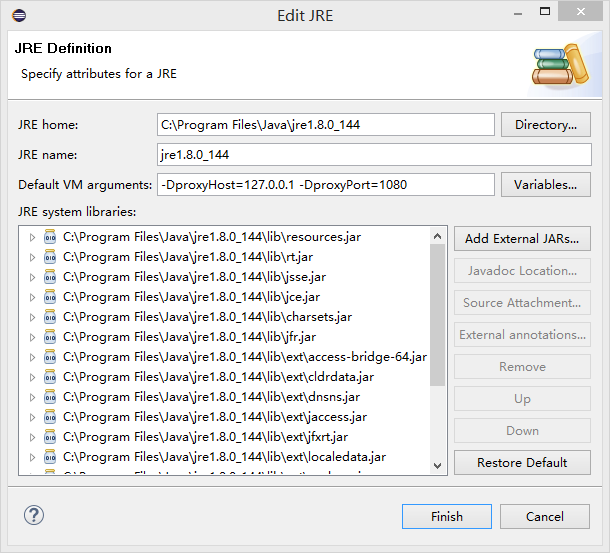 Edit JRE
JRE Definition
Specify attributes for a JRE
JRE home:
C:\Program Files\Java\jre1.8.0_144
Directory...
JRE name:
jre1.8.0_144
Default VM arguments:
-DproxyHost=127.0.0.1 -DproxyPort=1080
Variables...
JRE system libraries:
C:\Program Files\Java\jre1.8.0_144\lib\resources.jar
C:\Program Files\Java\jre1.8.0_144\lib\rt.jar
C:\Program Files\Java\jre1.8.0_144\lib\jsse.jar
C:\Program Files\Java\jre1.8.0_144\lib\jce.jar
C:\Program Files\Java\jre1.8.0_144\lib\charsets.jar
C:\Program Files\Java\jre1.8.0_144\lib\jfr.jar
C:\Program Files\Java\jre1.8.0_144\lib\ext\access-bridge-64.jar
C:\Program Files\Java\jre1.8.0_144\lib\ext\cldrdata.jar
C:\Program Files\Java\jre1.8.0_144\lib\ext\dnsns.jar
C:\Program Files\Java\jre1.8.0_144\lib\ext\jaccess.jar
C:\Program Files\Java\jre1.8.0_144\lib\ext\jfxrt.jar
C:\Program Files\Java\jre1.8.0_144\lib\ext\localedata.jar
Add External JARs...
Javadoc Location...
Source Attachment...
External annotations...
Remove
Up
Down
Restore Default
Finish
Cancel